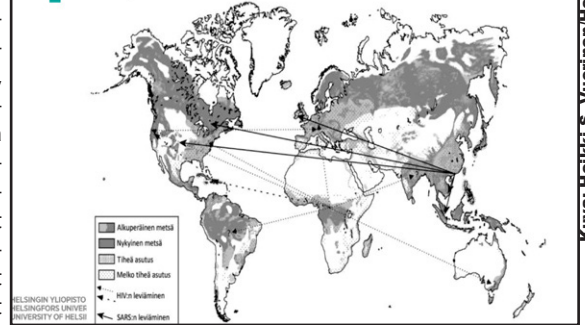 Alkuperäinen metsä
Nykyinen metsä
Tiheä asutus
Melko tiheä asutus
HIV:n leviäminen
SARS:n leviäminen
HELSINGIN YLIOPISTO
HELSINGFORS UNIVER
UNIVERSITY OF HELSI